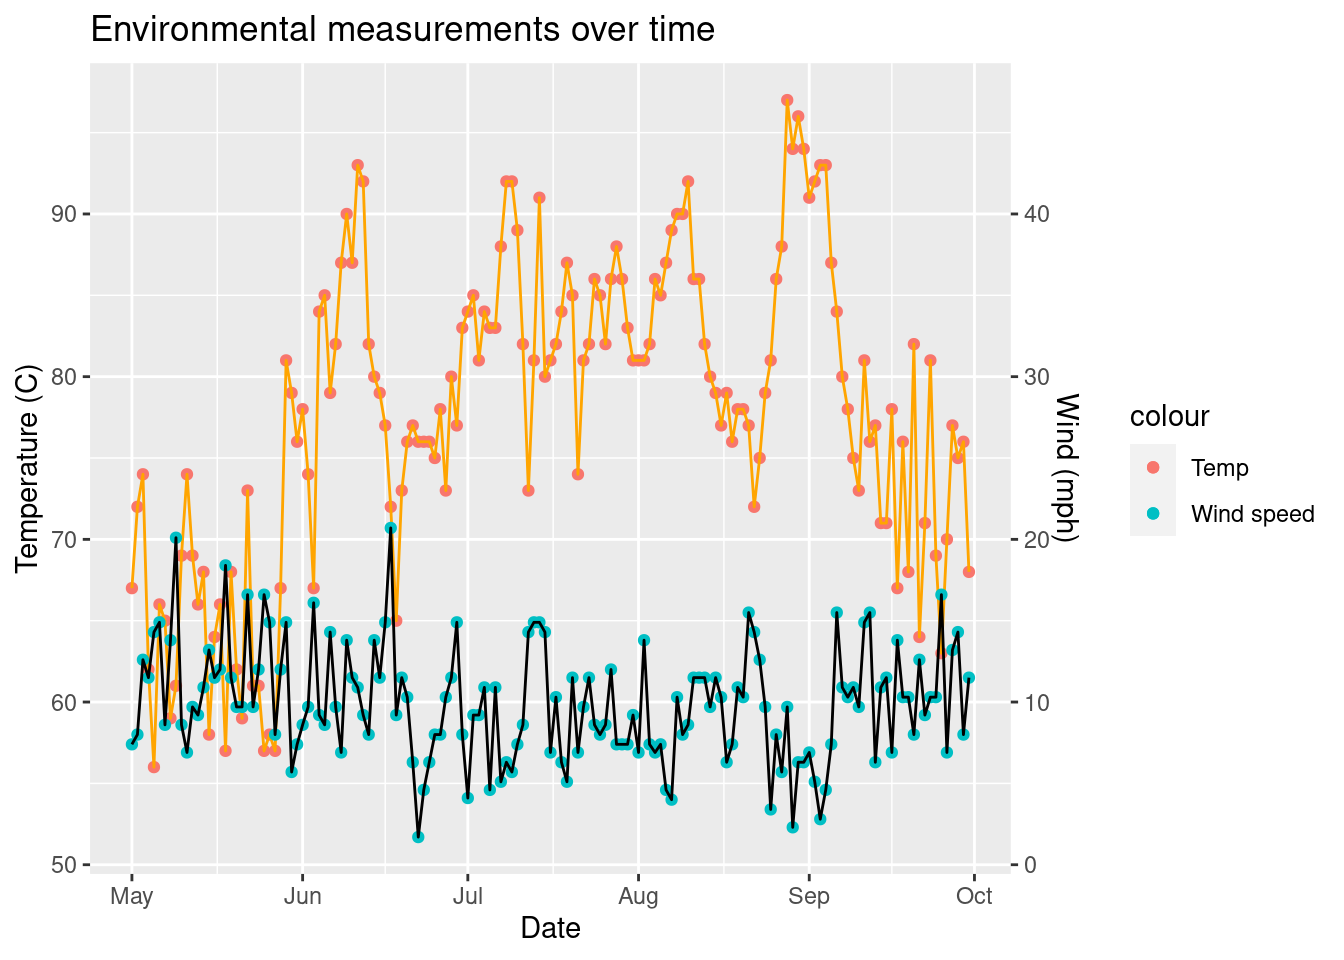 Environmental measurements over time
Temperature (C)
90
80
70
60
50
40
30
20
10
0
Wind (mph)
May
Jun
Jul
Aug
Sep
Oct
Date
colour
Temp
Wind speed